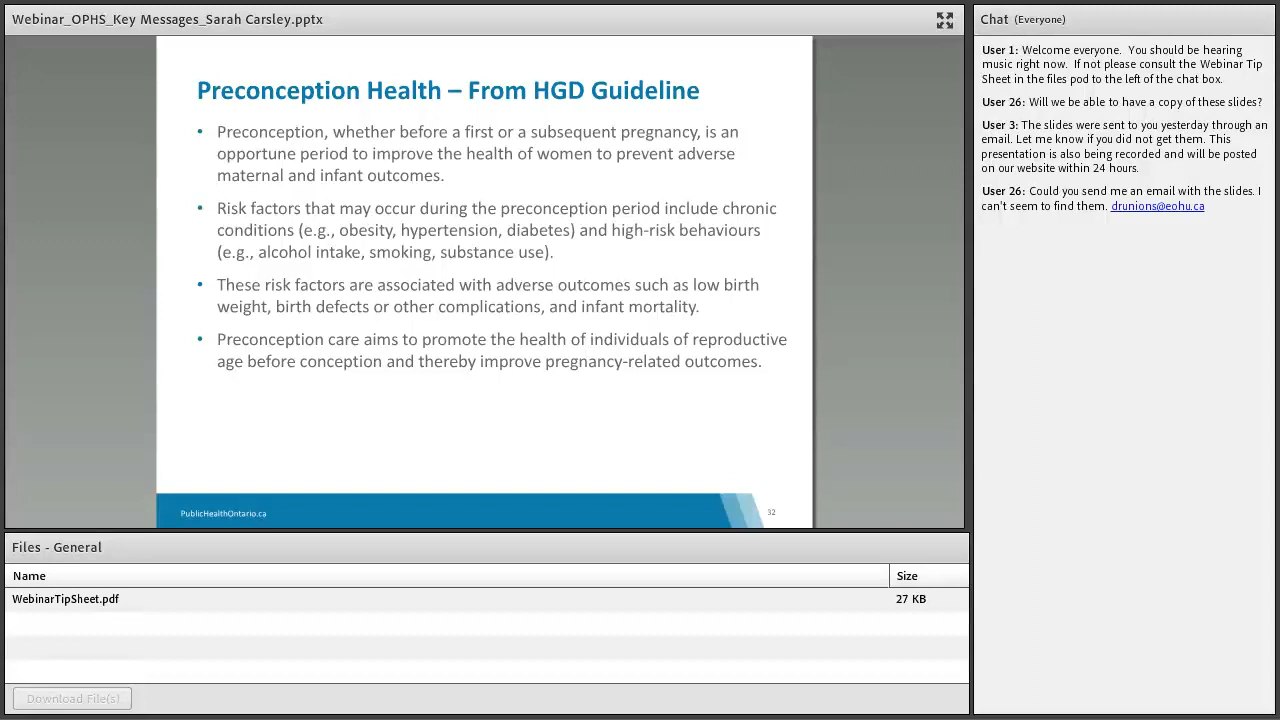 Webinar_OPHS_Key Messages_Sarah Carsley.pptx
Preconception Health – From HGD Guideline
• Preconception, whether before a first or a subsequent pregnancy, is an
opportune period to improve the health of women to prevent adverse
maternal and infant outcomes.
• Risk factors that may occur during the preconception period include chronic
conditions (e.g., obesity, hypertension, diabetes) and high-risk behaviours
(e.g., alcohol intake, smoking, substance use).
• These risk factors are associated with adverse outcomes such as low birth
weight, birth defects or other complications, and infant mortality.
• Preconception care aims to promote the health of individuals of reproductive
age before conception and thereby improve pregnancy-related outcomes.
PublicHealthOntario.ca
32
Files - General
Name
Size
WebinarTipSheet.pdf
27 KB
Download File(s)
Chat (Everyone)
User 1: Welcome everyone. You should be hearing
music right now. If not please consult the Webinar Tip
Sheet in the files pod to the left of the chat box.
User 26: Will we be able to have a copy of these slides?
User 3: The slides were sent to you yesterday through an
email. Let me know if you did not get them. This
presentation is also being recorded and will be posted
on our website within 24 hours.
User 26: Could you send me an email with the slides. I
can't seem to find them. drunions@eohu.ca